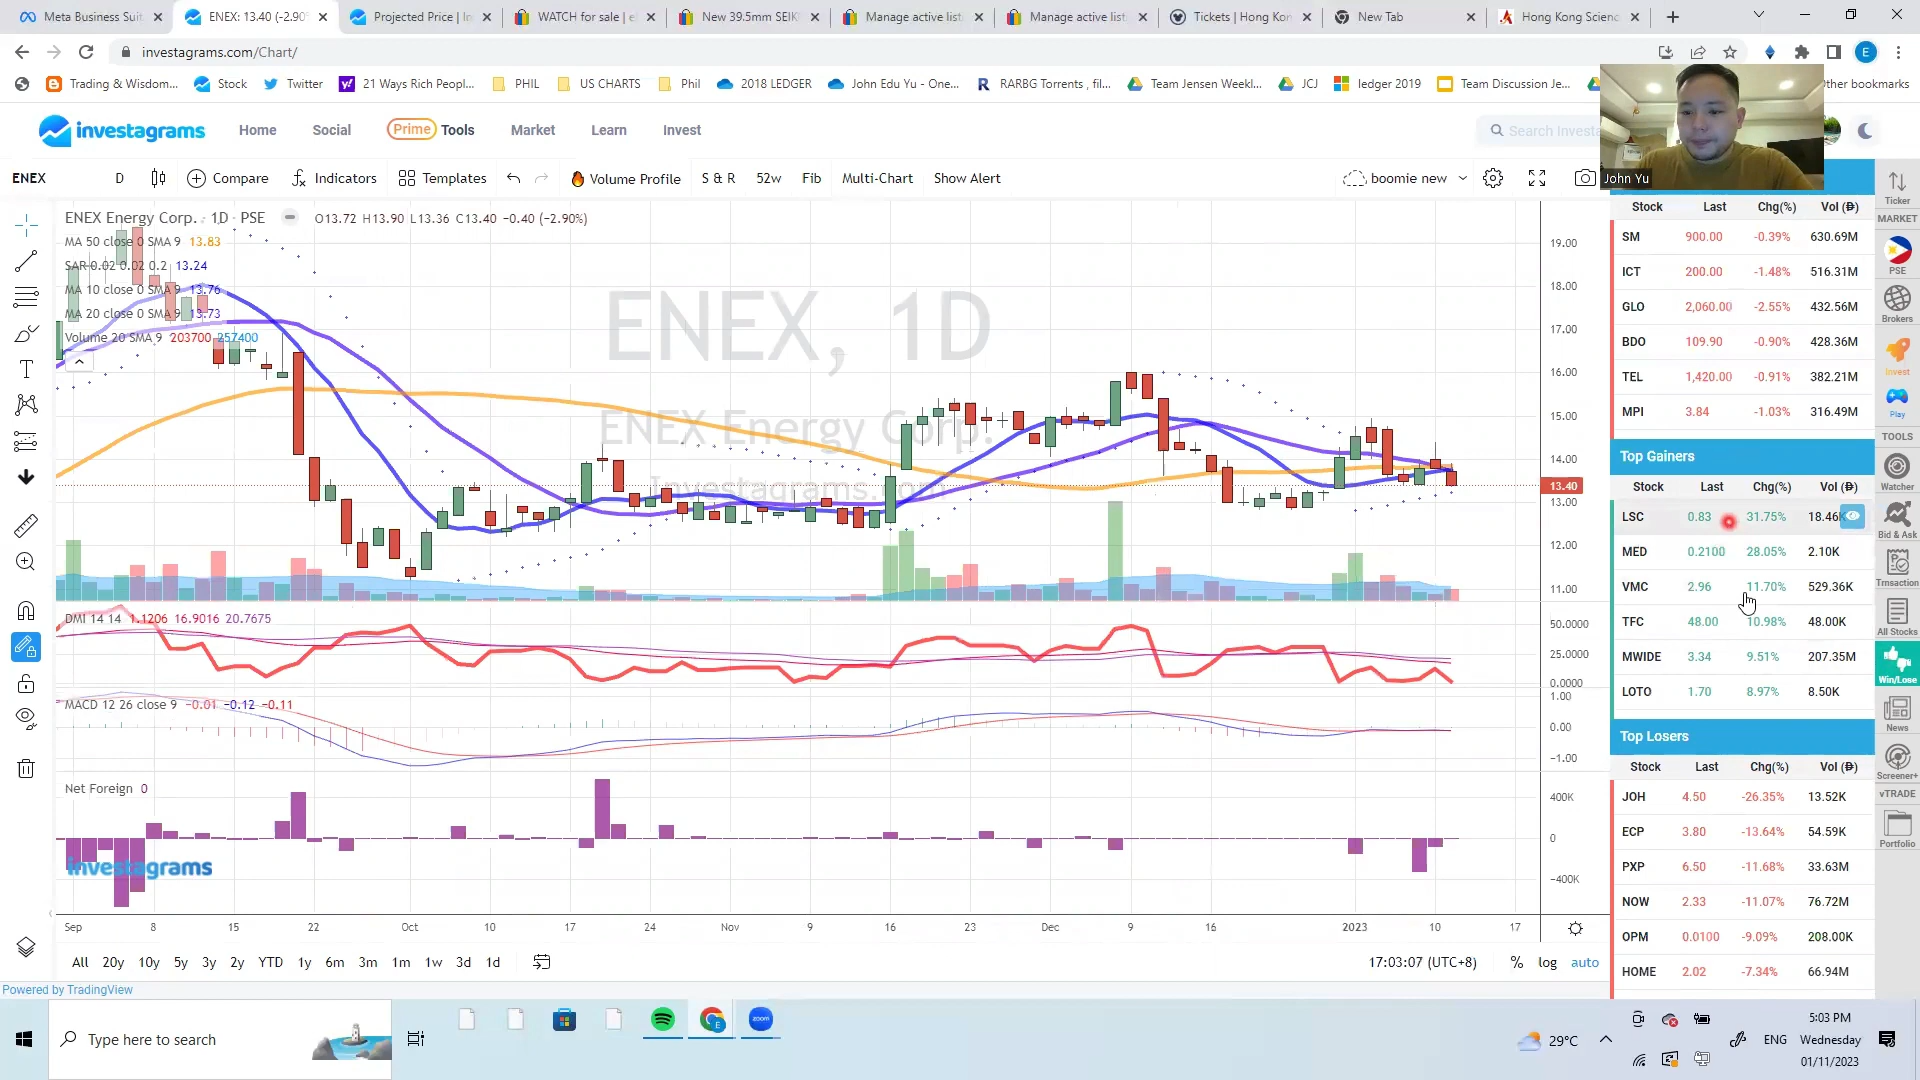 Meta Business Suit
ENEX: 13.40 (-2.90%
Projected Price | In
WATCH for sale | e
New 39.5mm SEIK
Manage active list
Manage active list
Tickets | Hong Kon
New Tab
Hong Kong Scienc
investagrams.com/Chart/
E
Trading & Wisdom...
Stock
Twitter
21 Ways Rich Peopl...
PHIL
US CHARTS
Phil
2018 LEDGER
John Edu Yu - One...
RARBG Torrents , fil...
Team Jensen Weekl...
JCJ
ledger 2019
Team Discussion Je...
ther bookmarks
investagrams
Home
Social
Prime Tools
Market
Learn
Invest
Search Investa
John Yu
ENEX
D
Compare
Indicators
Templates
Volume Profile
S & R
52w
Fib
Multi-Chart
Show Alert
boomie new
ENEX Energy Corp. · 1D · PSE
O13.72 H13.90 L13.36 C13.40 −0.40 (−2.90%)
MA 50 close 0 SMA 9 13.83
SAR 0.02 0.02 0.2 13.24
MA 10 close 0 SMA 9 13.76
MA 20 close 0 SMA 9 13.73
Volume 20 SMA 9 203700 257400
ENEX, 1D
ENEX Energy Corp.
Investagrams.com
19.00
18.00
17.00
16.00
15.00
14.00
13.40
13.00
12.00
11.00
DMI 14 14 1.1206 16.9016 20.7675
50.0000
25.0000
0.0000
MACD 12 26 close 9 −0.01 −0.12 −0.11
1.00
0.00
−1.00
Net Foreign 0
400K
0
−400K
investagrams
Sep 8 15 22 Oct 10 17 24 Nov 9 16 23 Dec 9 16 2023 10 17
All 20y 10y 5y 3y 2y YTD 1y 6m 3m 1m 1w 3d 1d
17:03:07 (UTC+8) % log auto
Powered by TradingView
Stock Last Chg(%) Vol (₱)
SM 900.00 -0.39% 630.69M
ICT 200.00 -1.48% 516.31M
GLO 2,060.00 -2.55% 432.56M
BDO 109.90 -0.90% 428.36M
TEL 1,420.00 -0.91% 382.21M
MPI 3.84 -1.03% 316.49M
Top Gainers
Stock Last Chg(%) Vol (₱)
LSC 0.83 31.75% 18.46K
MED 0.2100 28.05% 2.10K
VMC 2.96 11.70% 529.36K
TFC 48.00 10.98% 48.00K
MWIDE 3.34 9.51% 207.35M
LOTO 1.70 8.97% 8.50K
Top Losers
Stock Last Chg(%) Vol (₱)
JOH 4.50 -26.35% 13.52K
ECP 3.80 -13.64% 54.59K
PXP 6.50 -11.68% 33.63M
NOW 2.33 -11.07% 76.72M
OPM 0.0100 -9.09% 208.00K
HOME 2.02 -7.34% 66.94M
Ticker
MARKET
PSE
Brokers
Invest
Play
TOOLS
Watcher
Bid & Ask
Trnsaction
All Stocks
Win/Lose
News
Screener+
vTRADE
Portfolio
Type here to search
zoom
29°C
ENG
5:03 PM
Wednesday
01/11/2023